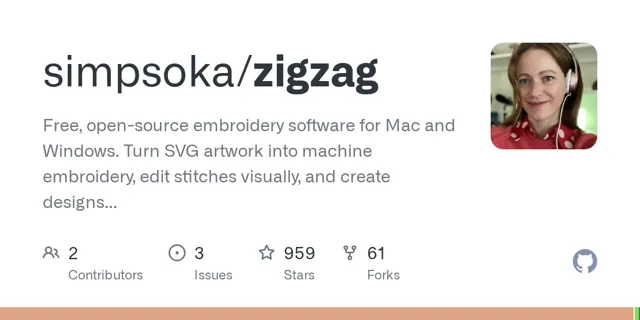 simpsoka/zigzag
Free, open-source embroidery software for Mac and
Windows. Turn SVG artwork into machine
embroidery, edit stitches visually, and create
designs...
2
Contributors
3
Issues
959
Stars
61
Forks